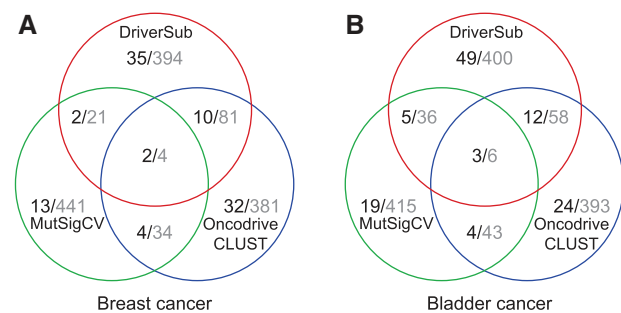 A
DriverSub
35/394
2/21
10/81
2/4
13/441
MutSigCV
32/381
Oncodrive
CLUST
4/34
Breast cancer
B
DriverSub
49/400
5/36
12/58
3/6
19/415
MutSigCV
24/393
Oncodrive
CLUST
4/43
Bladder cancer